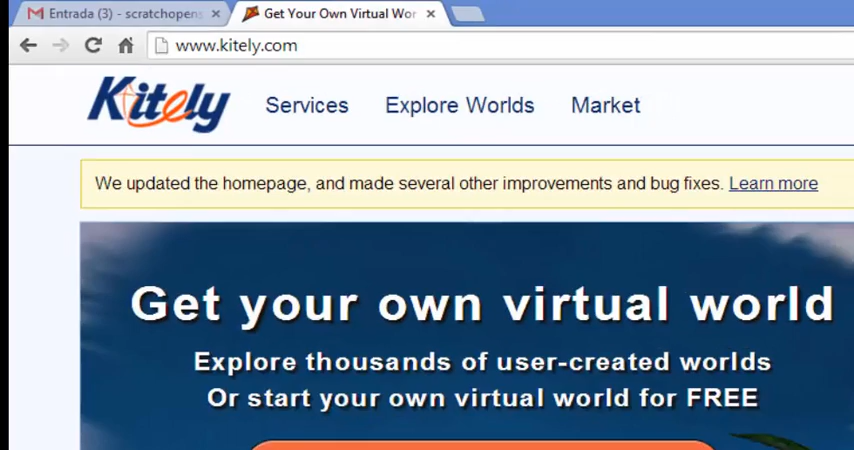 Entrada (3) - scratchopens
Get Your Own Virtual Wor
www.kitely.com
Kitely
Services
Explore Worlds
Market
We updated the homepage, and made several other improvements and bug fixes. Learn more
Get your own virtual world
Explore thousands of user-created worlds
Or start your own virtual world for FREE